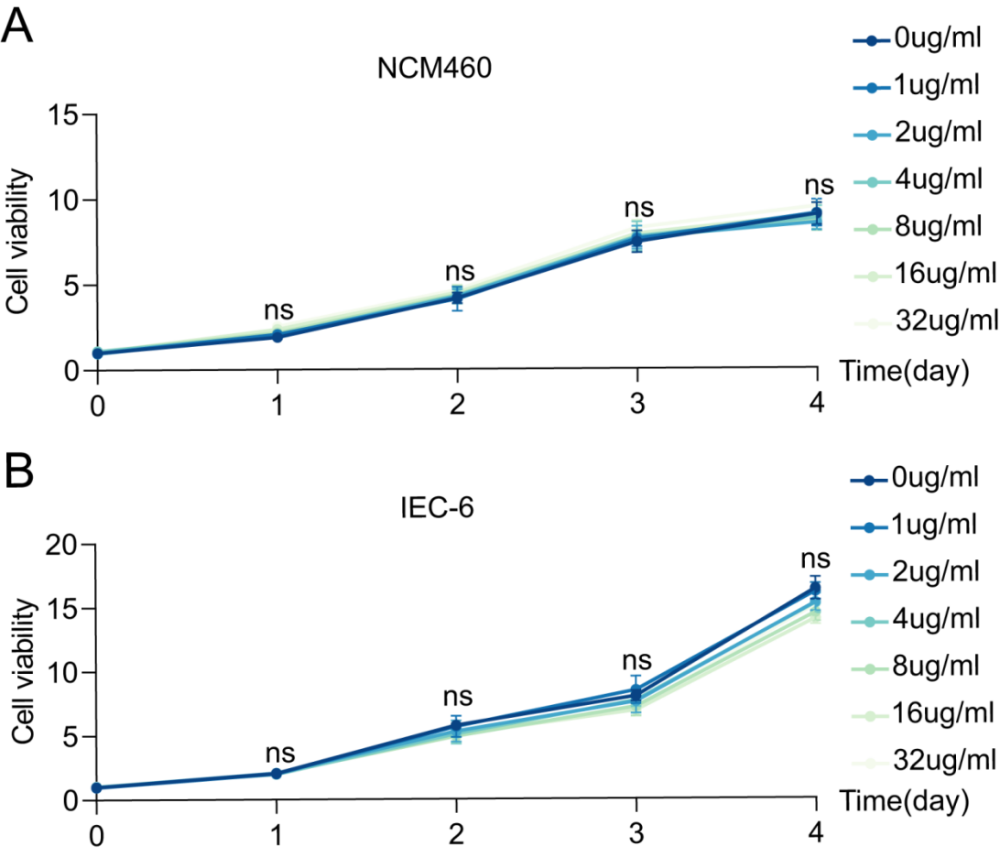 A
NCM460
Cell viability
15
10
5
0
ns
ns
ns
ns
0
1
2
3
4
Time(day)
0ug/ml
1ug/ml
2ug/ml
4ug/ml
8ug/ml
16ug/ml
32ug/ml
B
IEC-6
Cell viability
20
15
10
5
0
ns
ns
ns
ns
0
1
2
3
4
Time(day)
0ug/ml
1ug/ml
2ug/ml
4ug/ml
8ug/ml
16ug/ml
32ug/ml